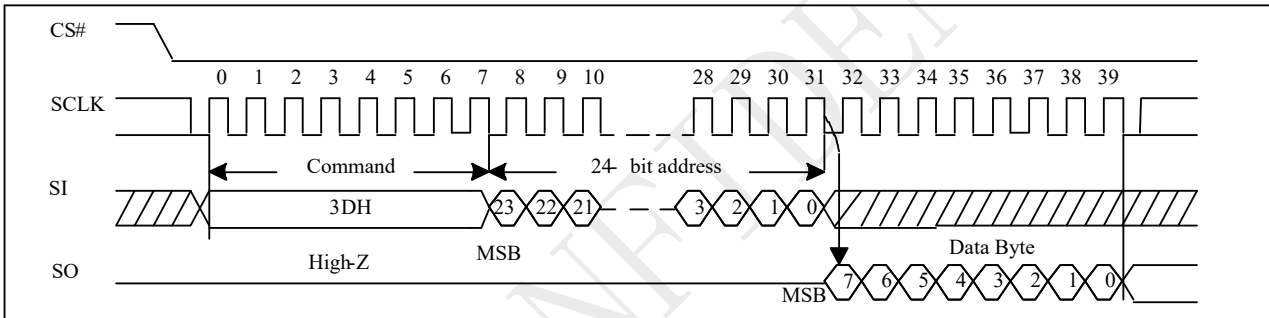 CS#
0 1 2 3 4 5 6 7 8 9 10 28 29 30 31 32 33 34 35 36 37 38 39
SCLK
Command 24- bit address
SI
3DH 23 22 21 3 2 1 0
High-Z MSB Data Byte
SO
MSB 7 6 5 4 3 2 1 0